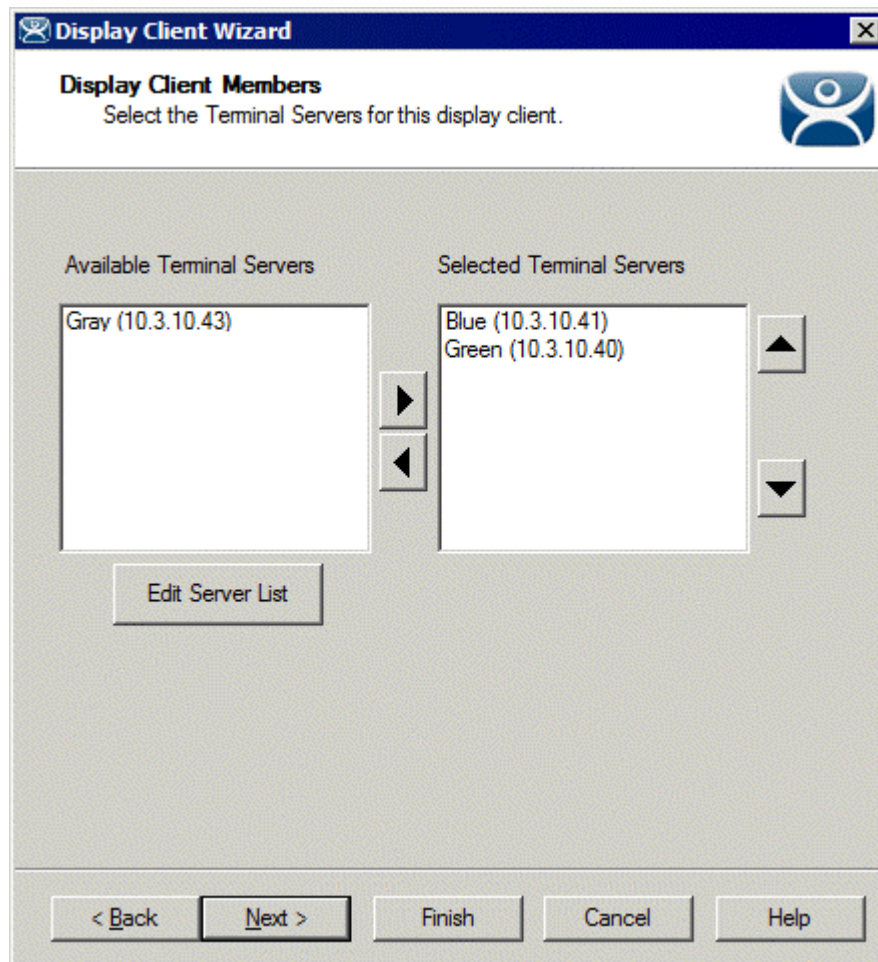 Display Client Wizard
Display Client Members
Select the Terminal Servers for this display client.
Available Terminal Servers
Selected Terminal Servers
Gray (10.3.10.43)
Blue (10.3.10.41)
Green (10.3.10.40)
Edit Server List
< Back
Next >
Finish
Cancel
Help